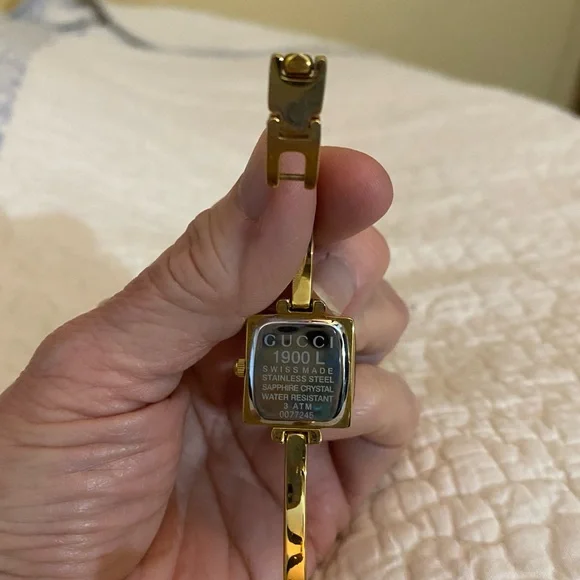 GUCCI
1900 L
SWISS MADE
STAINLESS STEEL
SAPPHIRE CRYSTAL
WATER RESISTANT
3 ATM
0077245